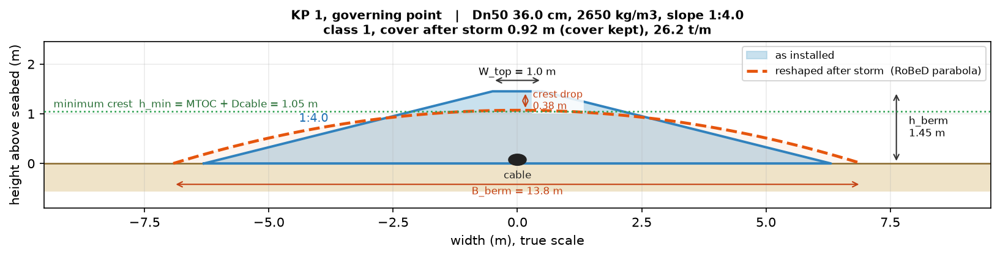 KP 1, governing point | Dn50 36.0 cm, 2650 kg/m3, slope 1:4.0
class 1, cover after storm 0.92 m (cover kept), 26.2 t/m
height above seabed (m)
2
1
0
as installed
reshaped after storm (RoBeD parabola)
W_top = 1.0 m
minimum crest h_min = MTOC + Dcable = 1.05 m
crest drop
0.38 m
1:4.0
h_berm
1.45 m
cable
B_berm = 13.8 m
−7.5 −5.0 −2.5 0.0 2.5 5.0 7.5
width (m), true scale